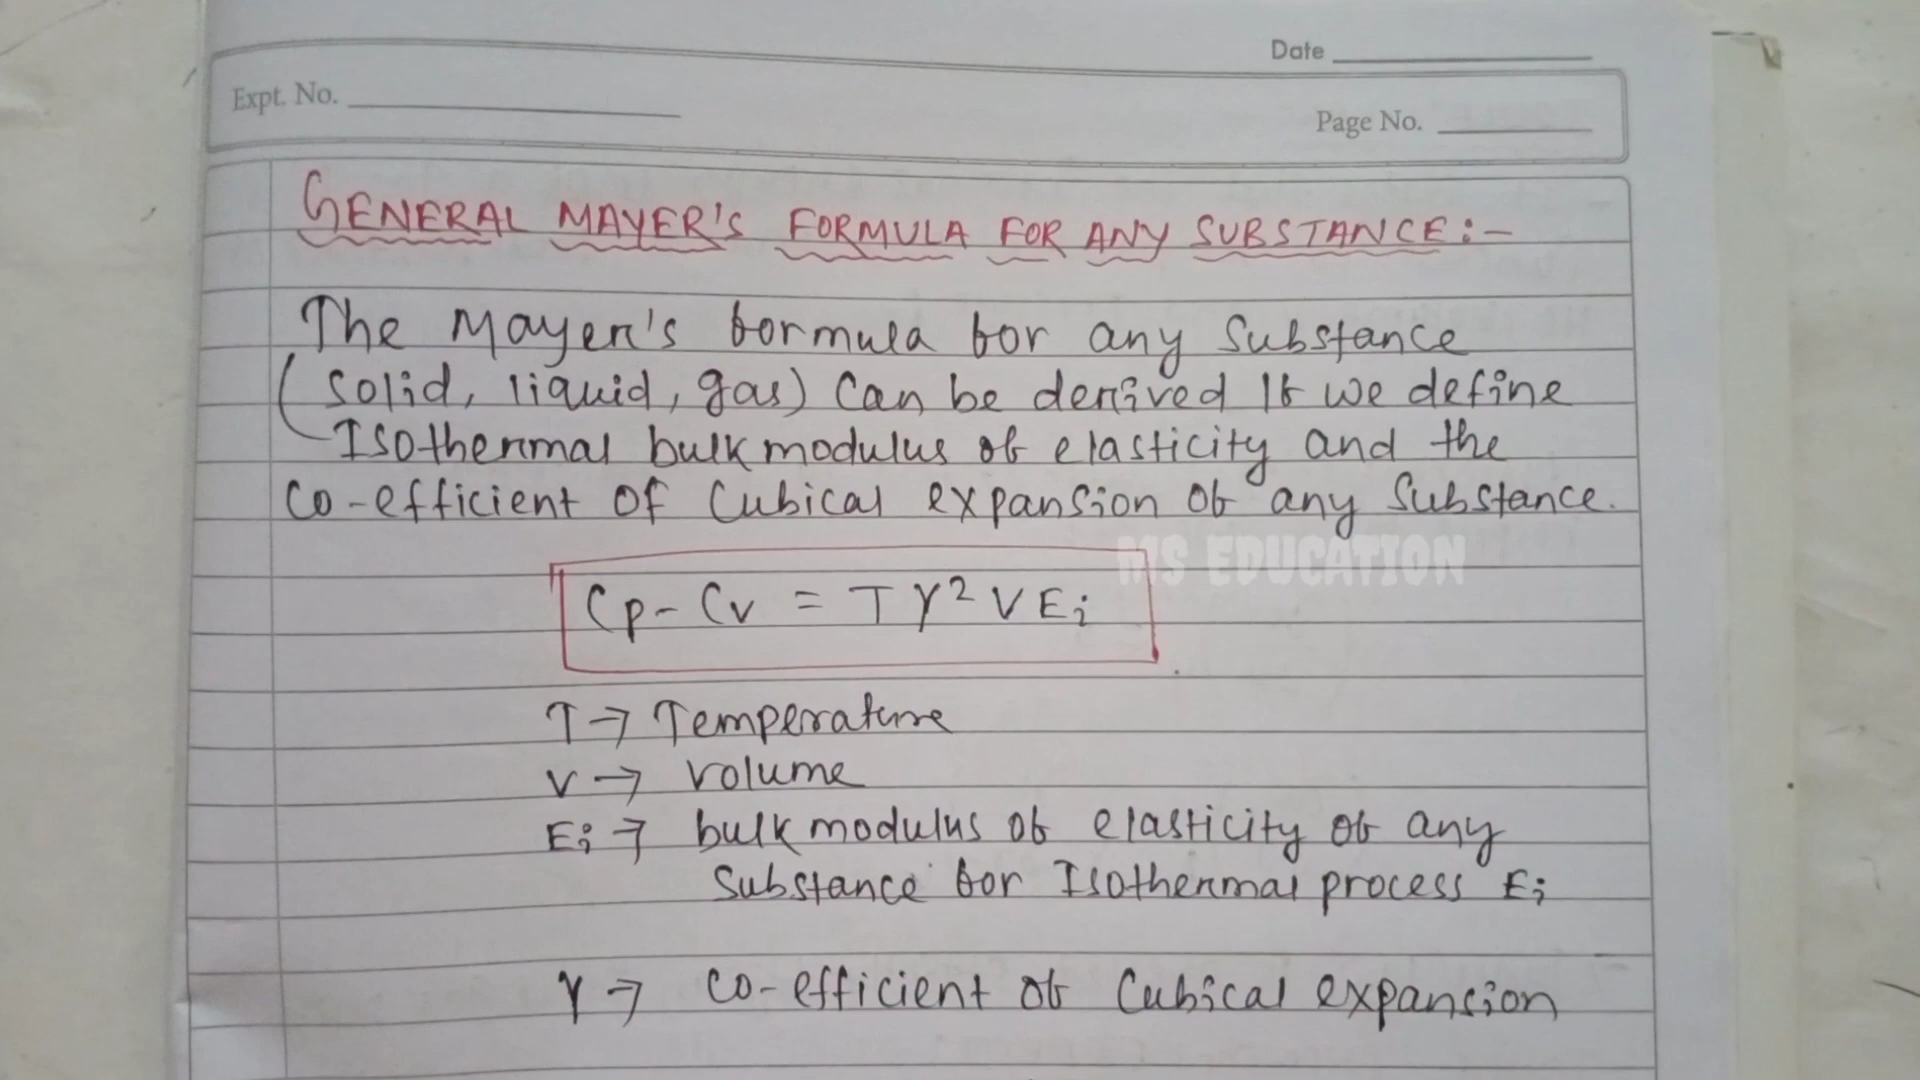 Date
Expt. No.
Page No.
GENERAL MAYER'S FORMULA FOR ANY SUBSTANCE :-
The Mayer's formula for any Substance
(solid, liquid, gas) Can be derived If we define
Isothermal bulk modulus of elasticity and the
Co-efficient of Cubical expansion of any Substance.
MS EDUCATION
Cp - Cv = T γ² V Ei
T → Temperature
V → Volume
Ei → bulk modulus of elasticity of any
Substance for Isothermal process Ei
γ → Co-efficient of Cubical expansion